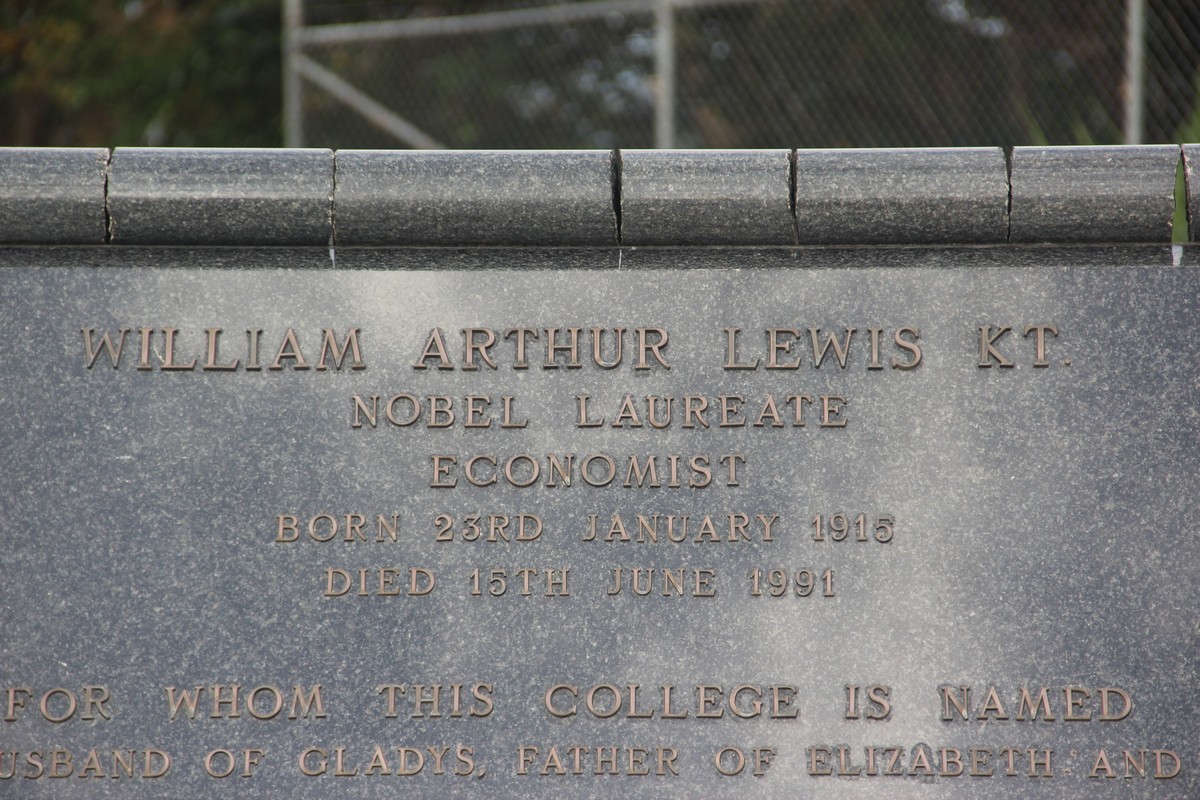 WILLIAM ARTHUR LEWIS KT.
NOBEL LAUREATE
ECONOMIST
BORN 23RD JANUARY 1915
DIED 15TH JUNE 1991
FOR WHOM THIS COLLEGE IS NAMED
USBAND OF GLADYS, FATHER OF ELIZABETH AND